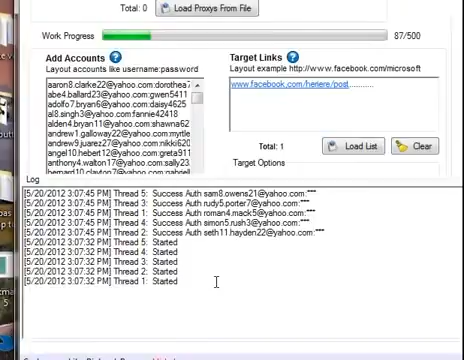 Total: 0
Load Proxys From File
Work Progress
87/500
Add Accounts
Layout accounts like username:password
aaron8.clarke22@yahoo.com:dorothea7
abe4.ballard23@yahoo.com:gwen5411
adolfo7.bryan6@yahoo.com:daisy4625
al8.singh3@yahoo.com:fannie42418
alden4.bryan11@yahoo.com:shawna62
andrew1.galloway22@yahoo.com:myrtle
andrew9.juarez27@yahoo.com:nikki620
angel10.hebert12@yahoo.com:greta911
anthony4.walton17@yahoo.com:sally23
Target Links
Layout example http://www.facebook.com/microsoft
www.facebook.com/heriere/post............
Total: 1
Load List
Clear
Target Options
Log
[5/20/2012 3:07:45 PM] Thread 5: Success Auth sam8.owens21@yahoo.com:***
[5/20/2012 3:07:45 PM] Thread 3: Success Auth rudy5.porter7@yahoo.com:***
[5/20/2012 3:07:45 PM] Thread 1: Success Auth roman4.mack5@yahoo.com:***
[5/20/2012 3:07:45 PM] Thread 4: Success Auth simon5.rush3@yahoo.com:***
[5/20/2012 3:07:45 PM] Thread 2: Success Auth seth11.hayden22@yahoo.com:***
[5/20/2012 3:07:32 PM] Thread 5: Started
[5/20/2012 3:07:32 PM] Thread 4: Started
[5/20/2012 3:07:32 PM] Thread 3: Started
[5/20/2012 3:07:32 PM] Thread 2: Started
[5/20/2012 3:07:32 PM] Thread 1: Started